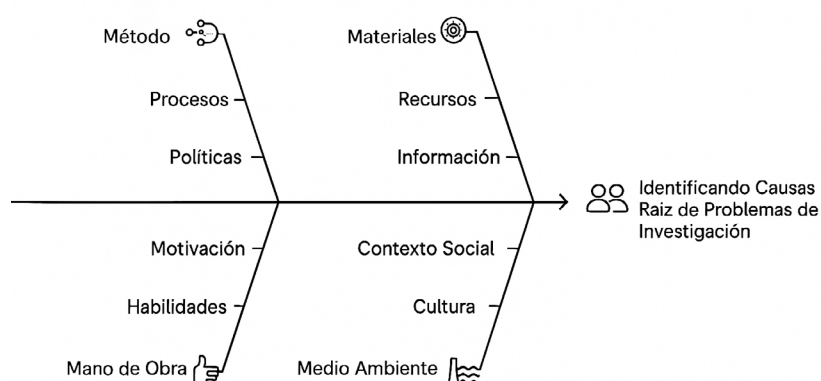 Método
Materiales
Procesos
Recursos
Políticas
Información
Identificando Causas
Raiz de Problemas de
Investigación
Motivación
Contexto Social
Habilidades
Cultura
Mano de Obra
Medio Ambiente